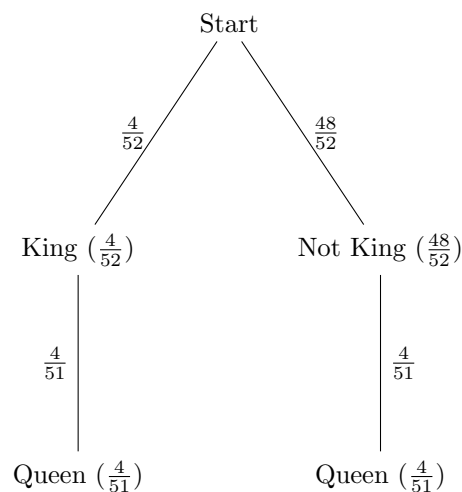 Start
4/52 48/52
King (4/52) Not King (48/52)
4/51 4/51
Queen (4/51) Queen (4/51)